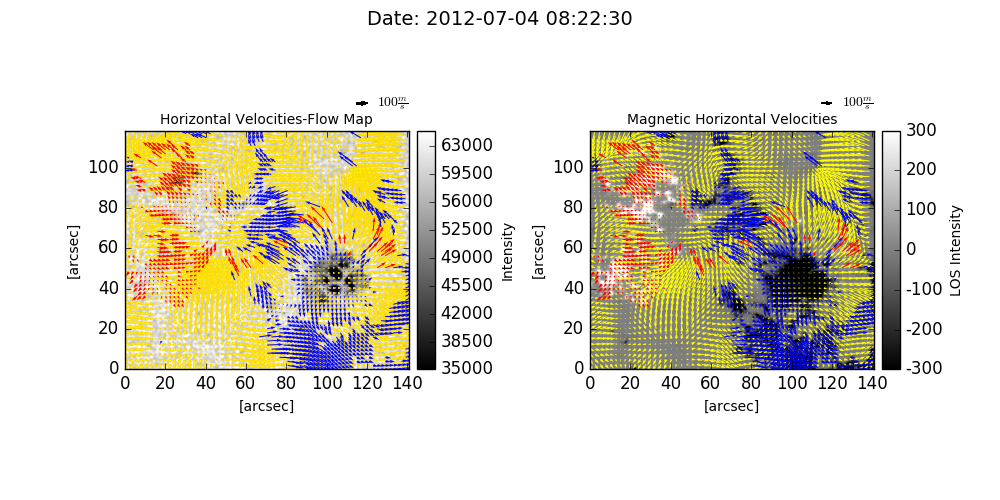 Date: 2012-07-04 08:22:30
100 m/s
100 m/s
Horizontal Velocities-Flow Map
Magnetic Horizontal Velocities
100
80
60
40
20
0
0 20 40 60 80 100 120 140
[arcsec]
[arcsec]
63000
59500
56000
52500
49000
45500
42000
38500
35000
Intensity
100
80
60
40
20
0
0 20 40 60 80 100 120 140
[arcsec]
[arcsec]
300
200
100
0
-100
-200
-300
LOS Intensity